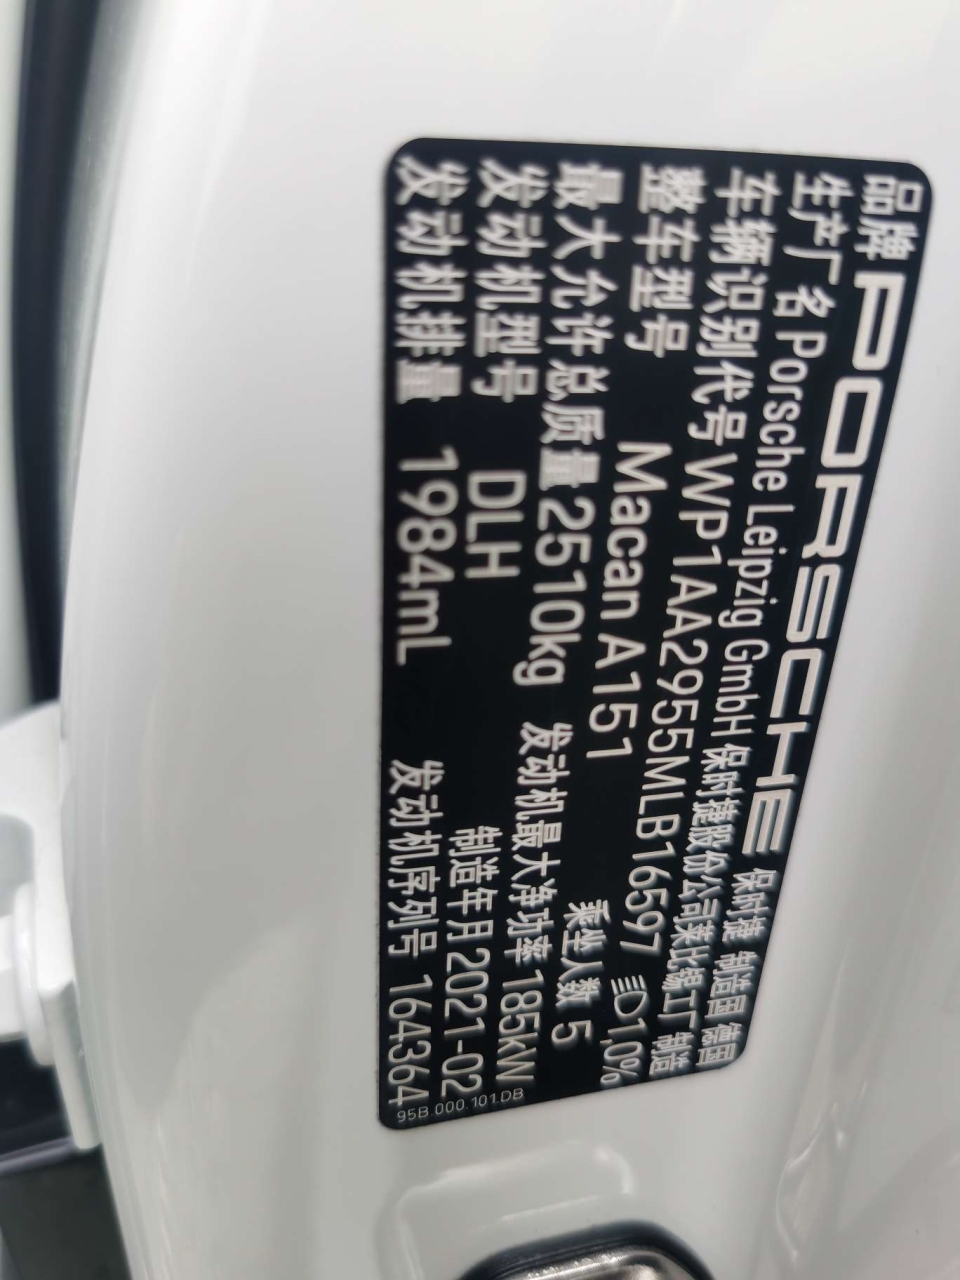 品牌 PORSCHE 保时捷 制造国 德国
生产厂名 Porsche Leipzig GmbH 保时捷股份公司莱比锡工厂 制造
车辆识别代号 WP1AA2955MLB16597 1,0%
整车型号 Macan A151 乘坐人数 5
最大允许总质量 2510kg 发动机最大净功率 185kW
发动机型号 DLH 制造年月 2021-02
发动机排量 1984mL 发动机序列号 164364
95B.000.101.DB